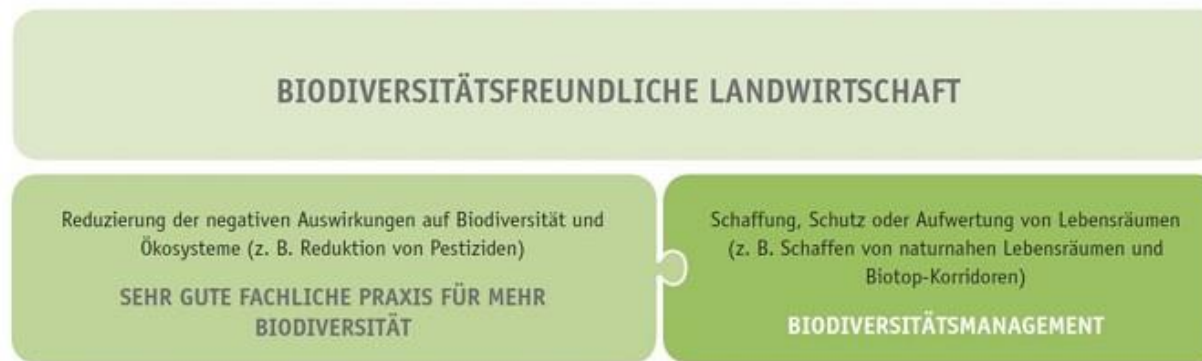 BIODIVERSITÄTSFREUNDLICHE LANDWIRTSCHAFT
Reduzierung der negativen Auswirkungen auf Biodiversität und
Ökosysteme (z. B. Reduktion von Pestiziden)
SEHR GUTE FACHLICHE PRAXIS FÜR MEHR
BIODIVERSITÄT
Schaffung, Schutz oder Aufwertung von Lebensräumen
(z. B. Schaffen von naturnahen Lebensräumen und
Biotop-Korridoren)
BIODIVERSITÄTSMANAGEMENT